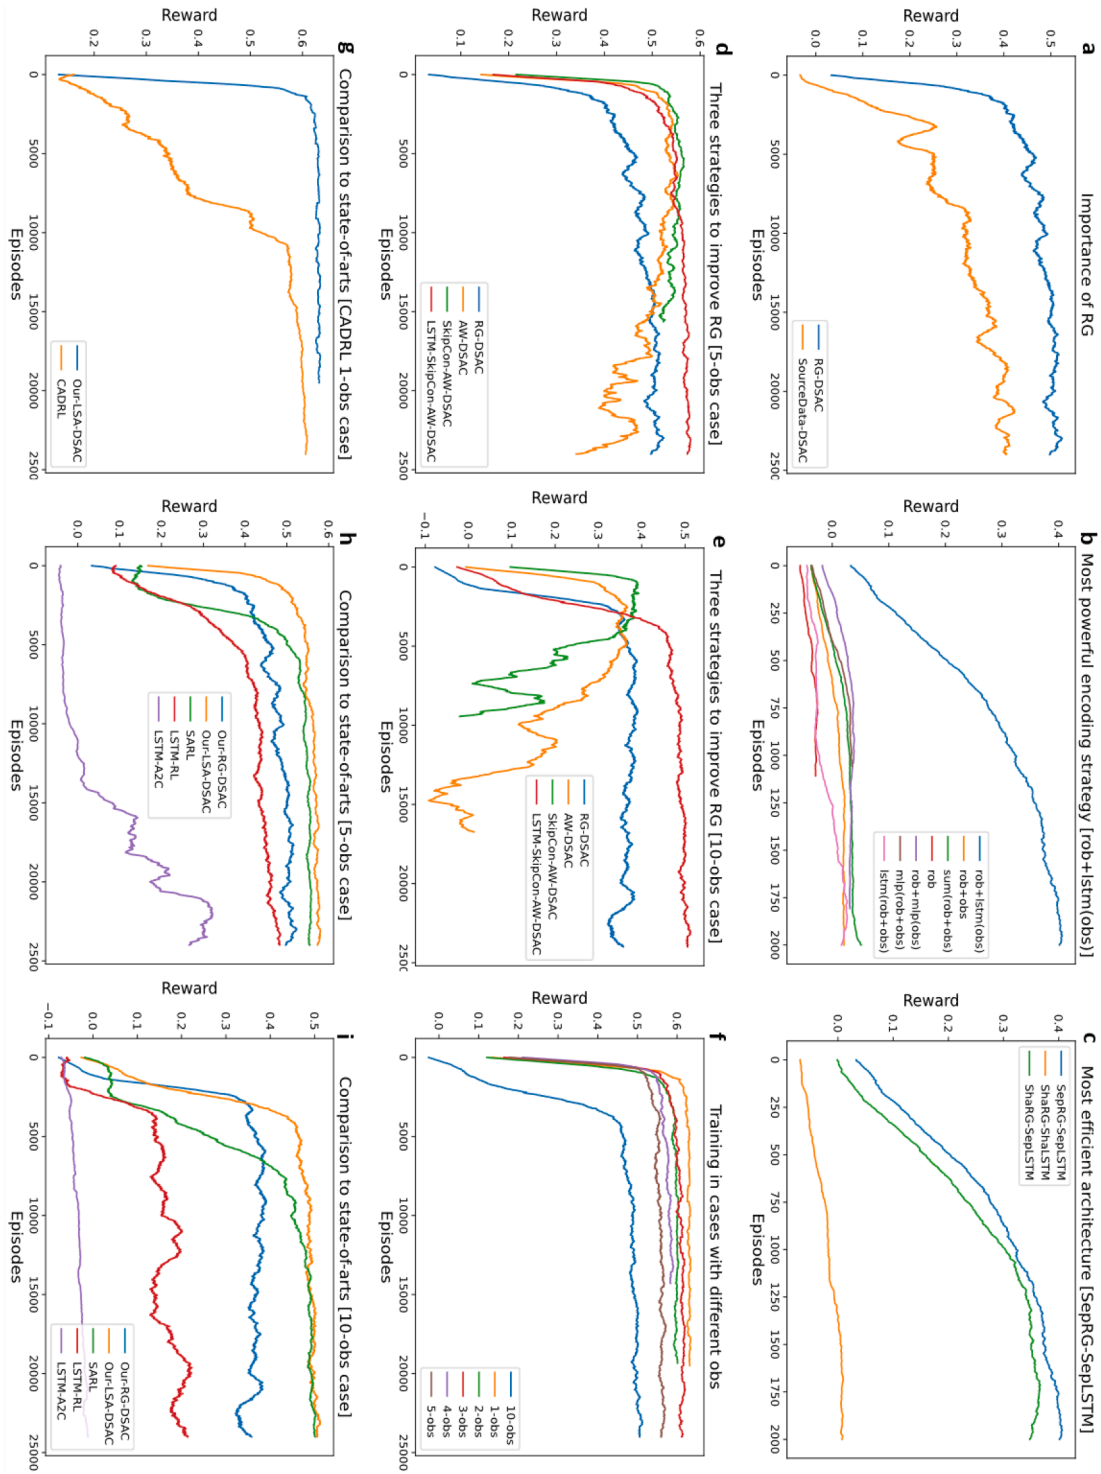 a
Importance of RG
Reward
0.5
0.4
0.3
0.2
0.1
0.0
RG-DSAC
SourceData-DSAC
0 5000 10000 15000 20000 2500
Episodes
b
Most powerful encoding strategy [rob+lstm(obs)]
Reward
0.4
0.3
0.2
0.1
0.0
rob+lstm(obs)
rob+obs
sum(rob+obs)
rob
rob+mlp(obs)
mlp(rob+obs)
lstm(rob+obs)
0 250 500 750 1000 1250 1500 1750 2000
Episodes
c
Most efficient architecture [SepRG-SepLSTM]
Reward
0.4
0.3
0.2
0.1
0.0
SepRG-SepLSTM
ShaRG-ShaLSTM
ShaRG-SepLSTM
0 250 500 750 1000 1250 1500 1750 2000
Episodes
d
Three strategies to improve RG [5-obs case]
Reward
0.6
0.5
0.4
0.3
0.2
0.1
RG-DSAC
AW-DSAC
SkipCon-AW-DSAC
LSTM-SkipCon-AW-DSAC
0 5000 10000 15000 20000 2500
Episodes
e
Three strategies to improve RG [10-obs case]
Reward
0.5
0.4
0.3
0.2
0.1
0.0
−0.1
RG-DSAC
AW-DSAC
SkipCon-AW-DSAC
LSTM-SkipCon-AW-DSAC
0 5000 10000 15000 20000 2500
Episodes
f
Training in cases with different obs
Reward
0.6
0.5
0.4
0.3
0.2
0.1
0.0
10-obs
1-obs
2-obs
3-obs
4-obs
5-obs
0 5000 10000 15000 20000 25000
Episodes
g
Comparison to state-of-arts [CADRL 1-obs case]
Reward
0.6
0.5
0.4
0.3
0.2
Our-LSA-DSAC
CADRL
0 5000 10000 15000 20000 2500
Episodes
h
Comparison to state-of-arts [5-obs case]
Reward
0.6
0.5
0.4
0.3
0.2
0.1
0.0
Our-RG-DSAC
Our-LSA-DSAC
SARL
LSTM-RL
LSTM-A2C
0 5000 10000 15000 20000 2500
Episodes
i
Comparison to state-of-arts [10-obs case]
Reward
0.5
0.4
0.3
0.2
0.1
0.0
−0.1
Our-RG-DSAC
Our-LSA-DSAC
SARL
LSTM-RL
LSTM-A2C
0 5000 10000 15000 20000 25000
Episodes